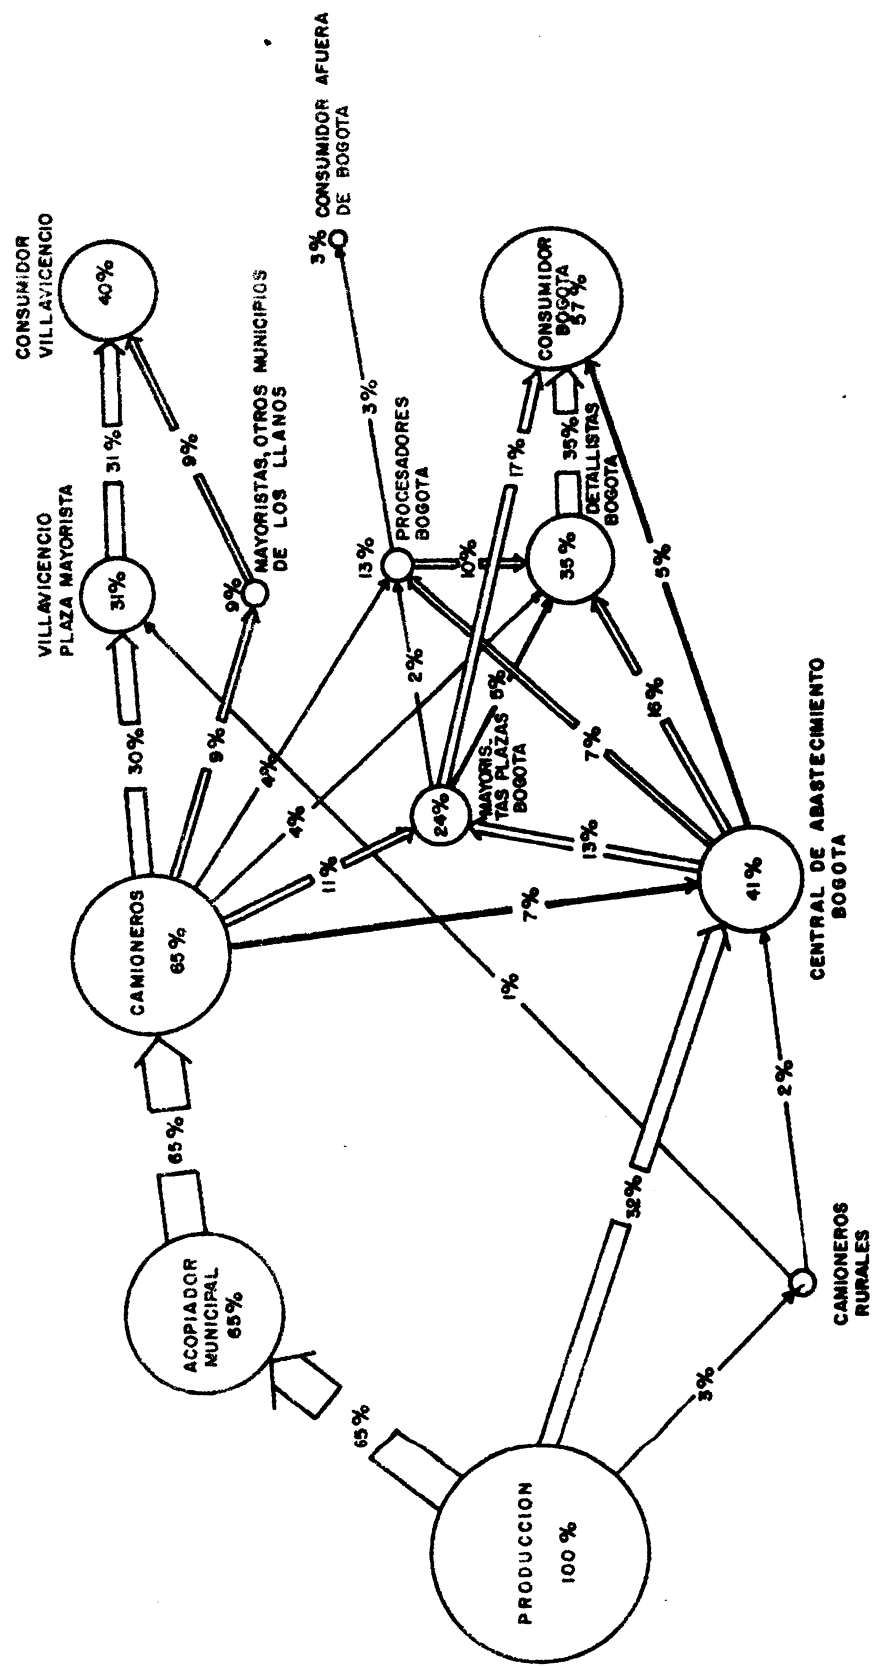 CONSUMIDOR
VILLAVICENCIO
40%
31%
9%
VILLAVICENCIO
PLAZA MAYORISTA
31%
MAYORISTAS, OTROS MUNICIPIOS
DE LOS LLANOS
9%
30%
9%
CAMIONEROS
65%
65%
ACOPIADOR
MUNICIPAL
65%
65%
PRODUCCION
100%
3% CONSUMIDOR AFUERA
DE BOGOTA
3%
PROCESADORES
BOGOTA
13%
10%
2%
4%
4%
11%
7%
1%
CONSUMIDOR
BOGOTA
57%
17%
35%
DETALLISTAS
BOGOTA
35%
5%
MAYORIS_
TAS PLAZAS
BOGOTA
24%
7%
13%
5%
CENTRAL DE ABASTECIMIENTO
BOGOTA
41%
32%
2%
3%
CAMIONEROS
RURALES